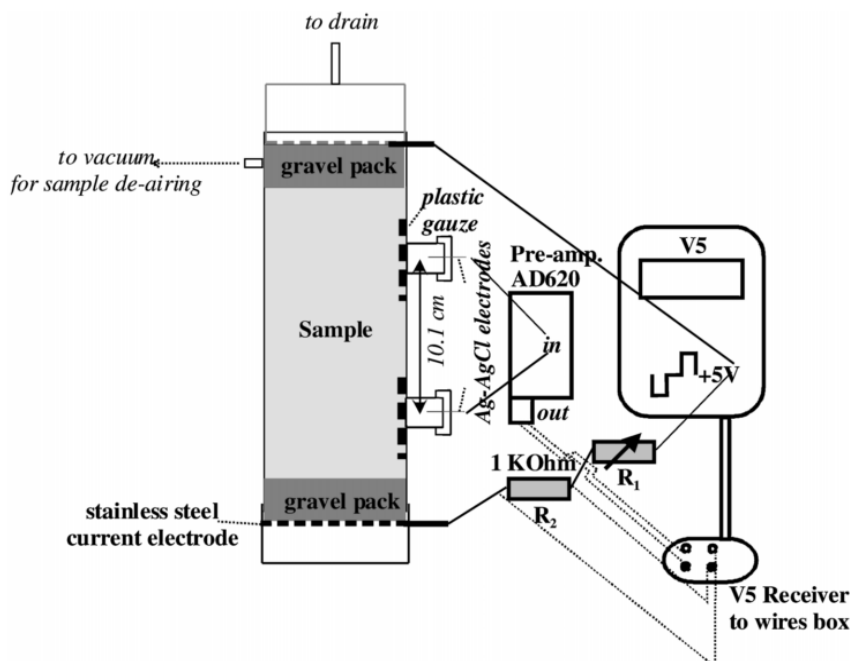 to drain
to vacuum
for sample de-airing
gravel pack
plastic
gauze
Pre-amp.
AD620
V5
Ag-AgCl electrodes
10.1 cm
Sample
in
+5V
out
1 KOhm
R1
gravel pack
R2
stainless steel
current electrode
V5 Receiver
to wires box